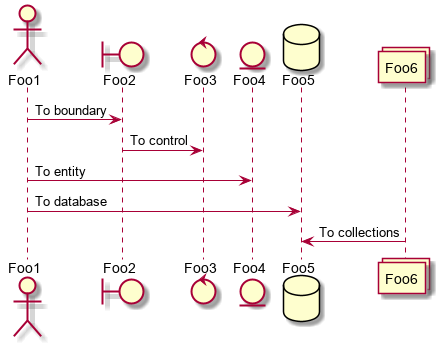 Foo1 Foo2 Foo3 Foo4 Foo5 Foo6
To boundary
To control
To entity
To database
To collections
Foo1 Foo2 Foo3 Foo4 Foo5 Foo6